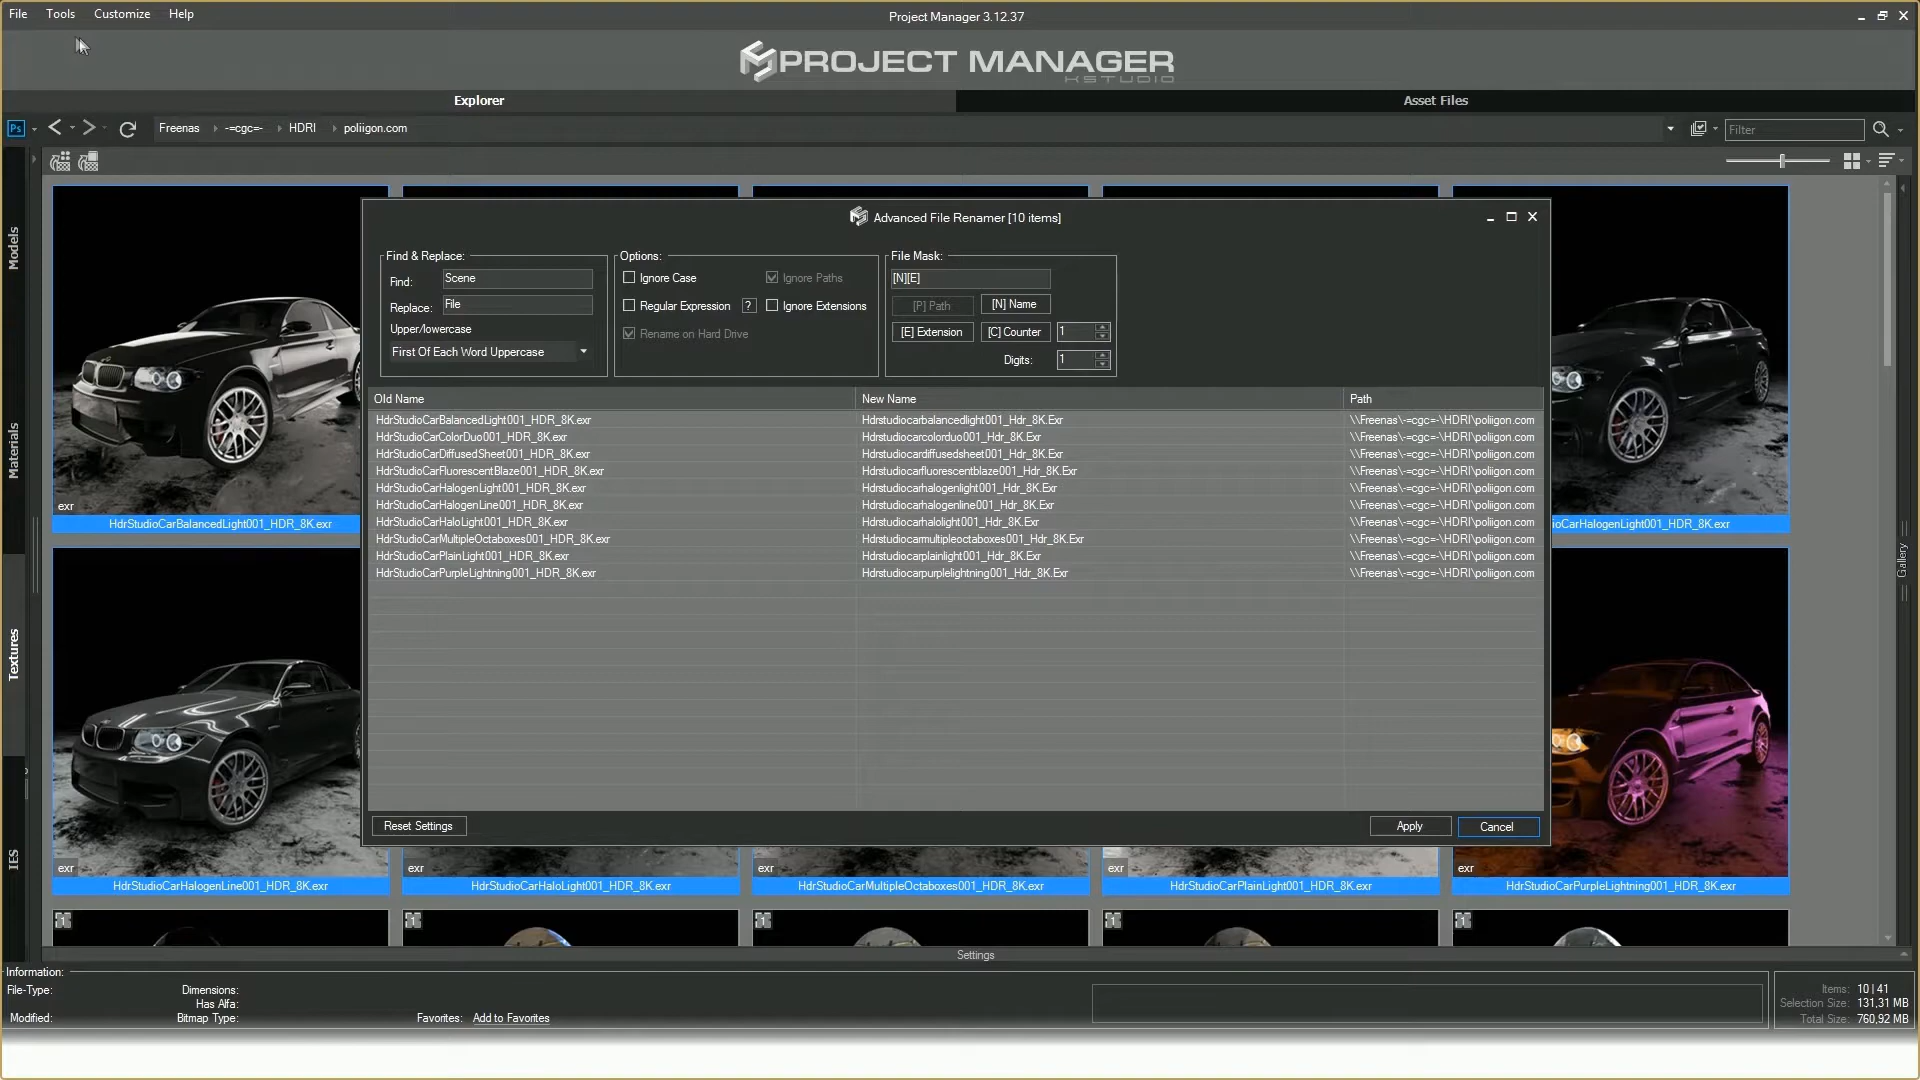 File Tools Customize Help
Project Manager 3.12.37
PROJECT MANAGER
KSTUDIO
Explorer
Asset Files
Ps
Freenas -=cgc=- HDRI poliigon.com
Filter
Models
Materials
Textures
IES
Gallery
Advanced File Renamer [10 items]
Find & Replace:
Find: Scene
Replace: File
Upper/lowercase
First Of Each Word Uppercase
Options:
Ignore Case
Ignore Paths
Regular Expression ?
Ignore Extensions
Rename on Hard Drive
File Mask:
[N][E]
[P] Path [N] Name
[E] Extension [C] Counter 1
Digits: 1
Old Name New Name Path
HdrStudioCarBalancedLight001_HDR_8K.exr Hdrstudiocarbalancedlight001_Hdr_8K.Exr \\Freenas\-=cgc=-\HDRI\poliigon.com
HdrStudioCarColorDuo001_HDR_8K.exr Hdrstudiocarcolorduo001_Hdr_8K.Exr \\Freenas\-=cgc=-\HDRI\poliigon.com
HdrStudioCarDiffusedSheet001_HDR_8K.exr Hdrstudiocardiffusedsheet001_Hdr_8K.Exr \\Freenas\-=cgc=-\HDRI\poliigon.com
HdrStudioCarFluorescentBlaze001_HDR_8K.exr Hdrstudiocarfluorescentblaze001_Hdr_8K.Exr \\Freenas\-=cgc=-\HDRI\poliigon.com
HdrStudioCarHalogenLight001_HDR_8K.exr Hdrstudiocarhalogenlight001_Hdr_8K.Exr \\Freenas\-=cgc=-\HDRI\poliigon.com
HdrStudioCarHalogenLine001_HDR_8K.exr Hdrstudiocarhalogenline001_Hdr_8K.Exr \\Freenas\-=cgc=-\HDRI\poliigon.com
HdrStudioCarHaloLight001_HDR_8K.exr Hdrstudiocarhalolight001_Hdr_8K.Exr \\Freenas\-=cgc=-\HDRI\poliigon.com
HdrStudioCarMultipleOctaboxes001_HDR_8K.exr Hdrstudiocarmultipleoctaboxes001_Hdr_8K.Exr \\Freenas\-=cgc=-\HDRI\poliigon.com
HdrStudioCarPlainLight001_HDR_8K.exr Hdrstudiocarplainlight001_Hdr_8K.Exr \\Freenas\-=cgc=-\HDRI\poliigon.com
HdrStudioCarPurpleLightning001_HDR_8K.exr Hdrstudiocarpurplelightning001_Hdr_8K.Exr \\Freenas\-=cgc=-\HDRI\poliigon.com
Reset Settings Apply Cancel
exr
HdrStudioCarBalancedLight001_HDR_8K.exr
ioCarHalogenLight001_HDR_8K.exr
exr exr exr exr exr
HdrStudioCarHalogenLine001_HDR_8K.exr HdrStudioCarHaloLight001_HDR_8K.exr HdrStudioCarMultipleOctaboxes001_HDR_8K.exr HdrStudioCarPlainLight001_HDR_8K.exr HdrStudioCarPurpleLightning001_HDR_8K.exr
1 1 1 1 1
Settings
Information:
File-Type: Dimensions:
Has Alfa:
Modified: Bitmap Type:
Favorites: Add to Favorites
Items: 10 | 41
Selection Size: 131,31 MB
Total Size: 760,92 MB